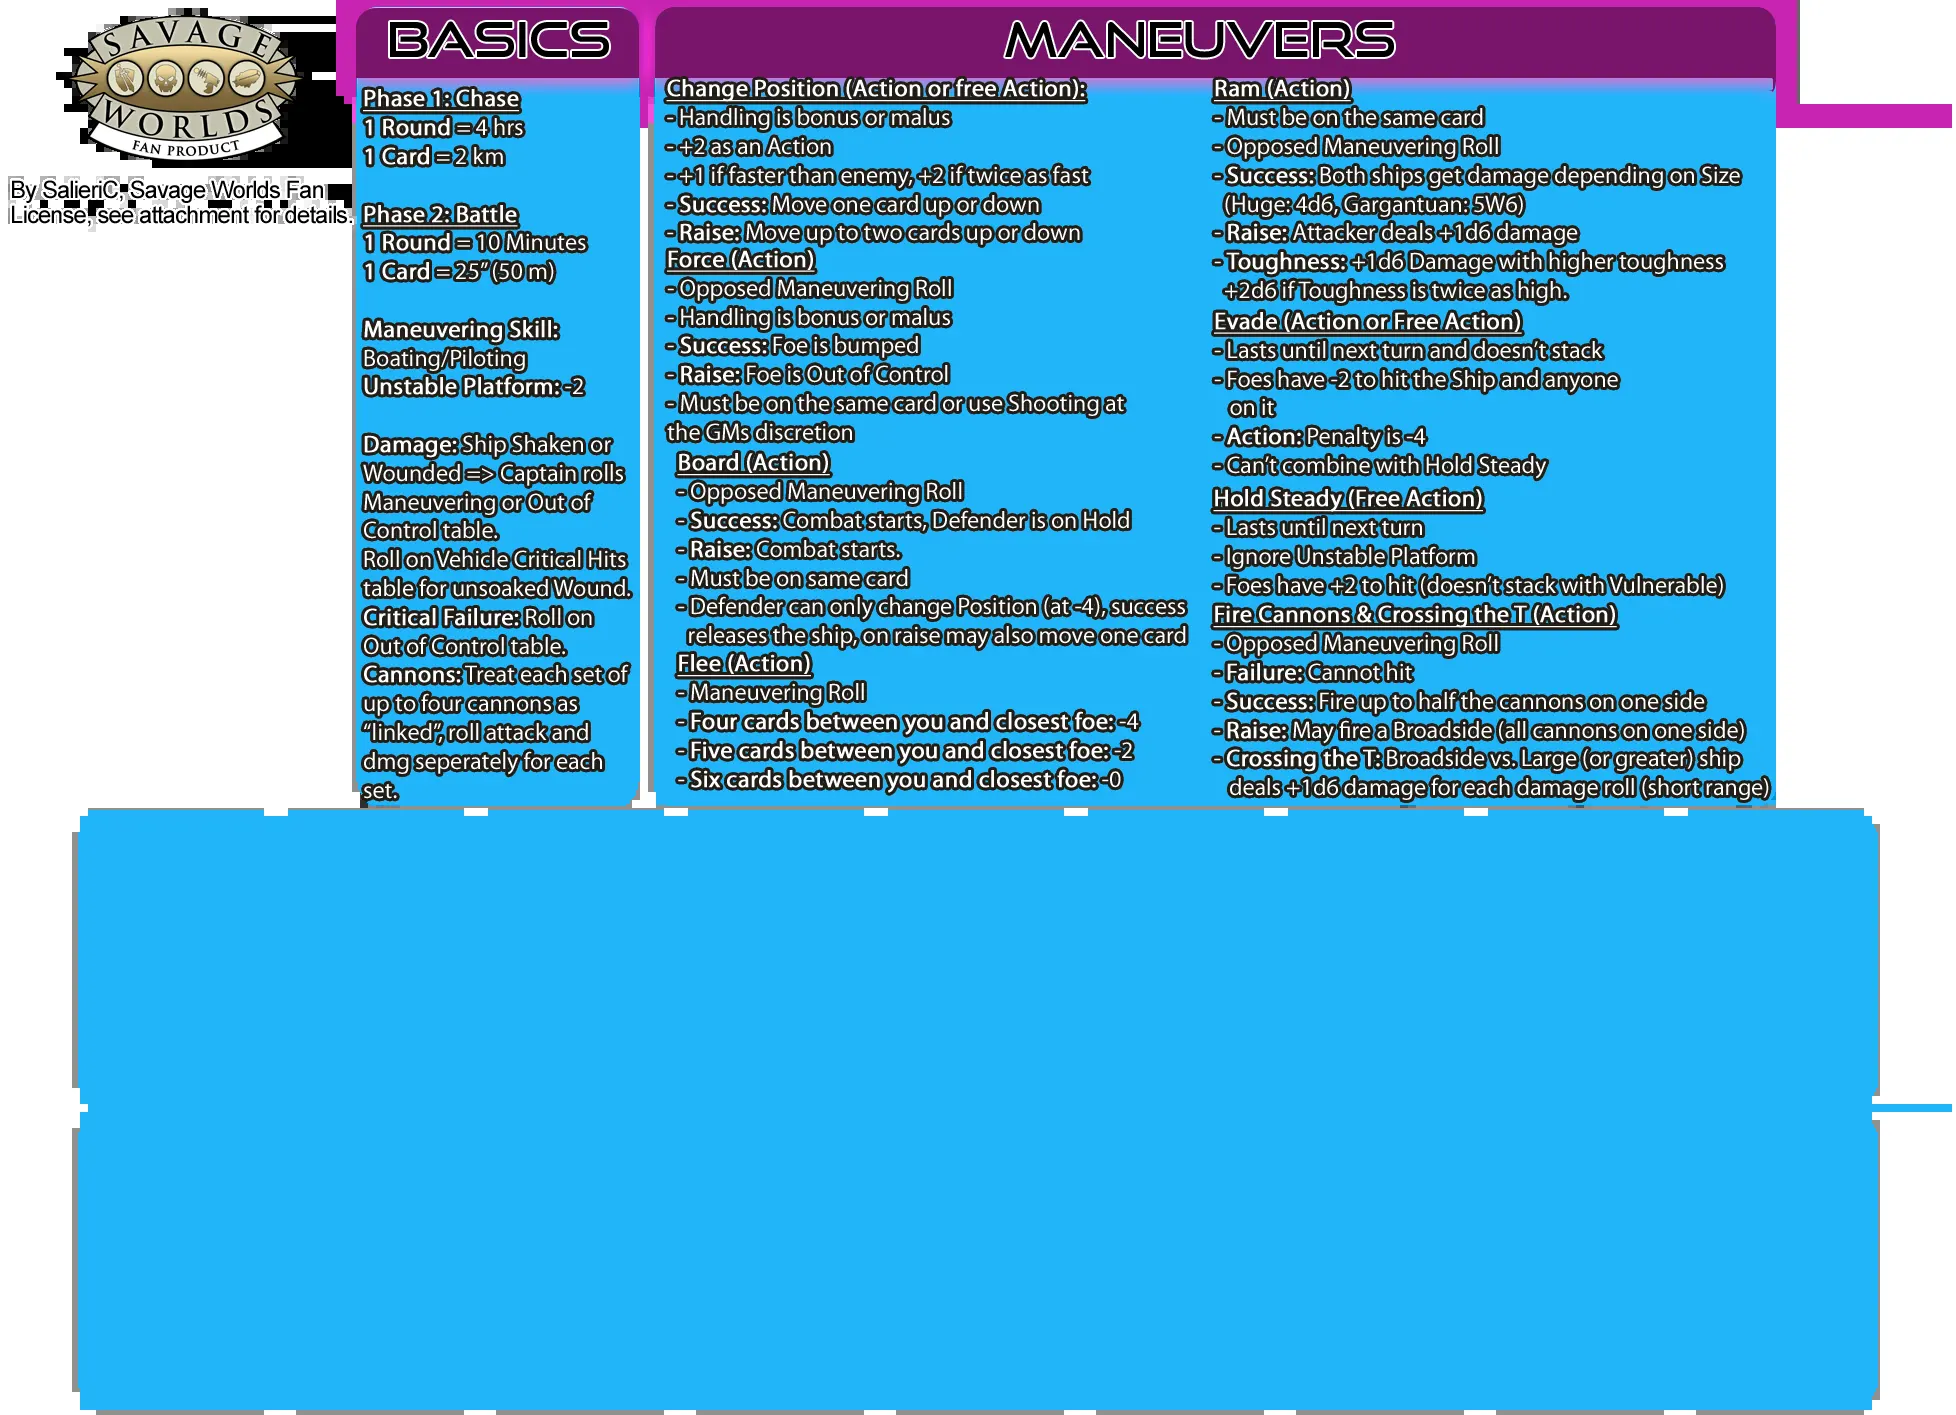 SAVAGE
WORLDS
FAN PRODUCT
By SalieriC, Savage Worlds Fan
License, see attachment for details.
BASICS
Phase 1: Chase
1 Round = 4 hrs
1 Card = 2 km
Phase 2: Battle
1 Round = 10 Minutes
1 Card = 25” (50 m)
Maneuvering Skill:
Boating/Piloting
Unstable Platform: -2
Damage: Ship Shaken or
Wounded => Captain rolls
Maneuvering or Out of
Control table.
Roll on Vehicle Critical Hits
table for unsoaked Wound.
Critical Failure: Roll on
Out of Control table.
Cannons: Treat each set of
up to four cannons as
“linked”, roll attack and
dmg seperately for each
set.
MANEUVERS
Change Position (Action or free Action):
- Handling is bonus or malus
- +2 as an Action
- +1 if faster than enemy, +2 if twice as fast
- Success: Move one card up or down
- Raise: Move up to two cards up or down
Force (Action)
- Opposed Maneuvering Roll
- Handling is bonus or malus
- Success: Foe is bumped
- Raise: Foe is Out of Control
- Must be on the same card or use Shooting at
the GMs discretion
Board (Action)
- Opposed Maneuvering Roll
- Success: Combat starts, Defender is on Hold
- Raise: Combat starts.
- Must be on same card
- Defender can only change Position (at -4), success
releases the ship, on raise may also move one card
Flee (Action)
- Maneuvering Roll
- Four cards between you and closest foe: -4
- Five cards between you and closest foe: -2
- Six cards between you and closest foe: -0
Ram (Action)
- Must be on the same card
- Opposed Maneuvering Roll
- Success: Both ships get damage depending on Size
(Huge: 4d6, Gargantuan: 5W6)
- Raise: Attacker deals +1d6 damage
- Toughness: +1d6 Damage with higher toughness
+2d6 if Toughness is twice as high.
Evade (Action or Free Action)
- Lasts until next turn and doesn’t stack
- Foes have -2 to hit the Ship and anyone
on it
- Action: Penalty is -4
- Can’t combine with Hold Steady
Hold Steady (Free Action)
- Lasts until next turn
- Ignore Unstable Platform
- Foes have +2 to hit (doesn’t stack with Vulnerable)
Fire Cannons & Crossing the T (Action)
- Opposed Maneuvering Roll
- Failure: Cannot hit
- Success: Fire up to half the cannons on one side
- Raise: May fire a Broadside (all cannons on one side)
- Crossing the T: Broadside vs. Large (or greater) ship
deals +1d6 damage for each damage roll (short range)